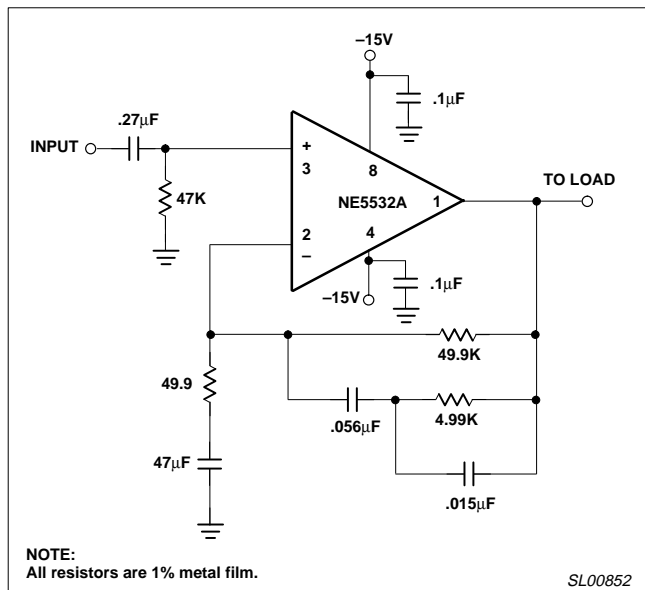 –15V
.1µF
.27µF
INPUT
+
3
8
TO LOAD
47K
NE5532A
1
2
–
4
–15V
.1µF
49.9K
49.9
4.99K
.056µF
47µF
.015µF
NOTE:
All resistors are 1% metal film.
SL00852